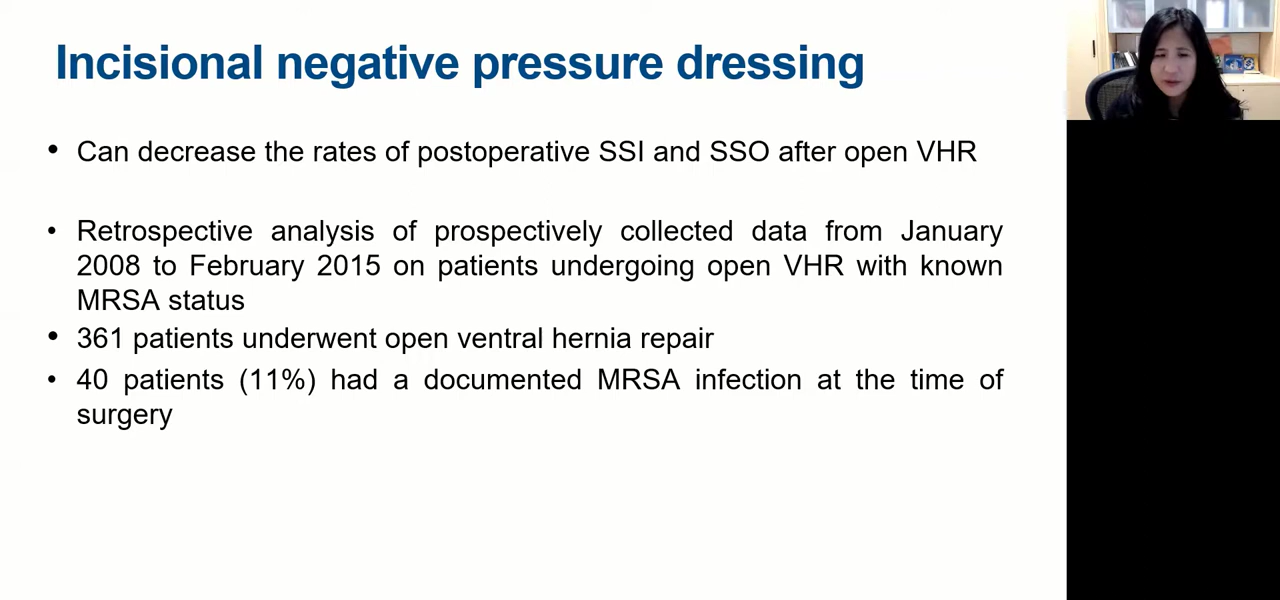 Incisional negative pressure dressing
• Can decrease the rates of postoperative SSI and SSO after open VHR
• Retrospective analysis of prospectively collected data from January
2008 to February 2015 on patients undergoing open VHR with known
MRSA status
• 361 patients underwent open ventral hernia repair
• 40 patients (11%) had a documented MRSA infection at the time of
surgery